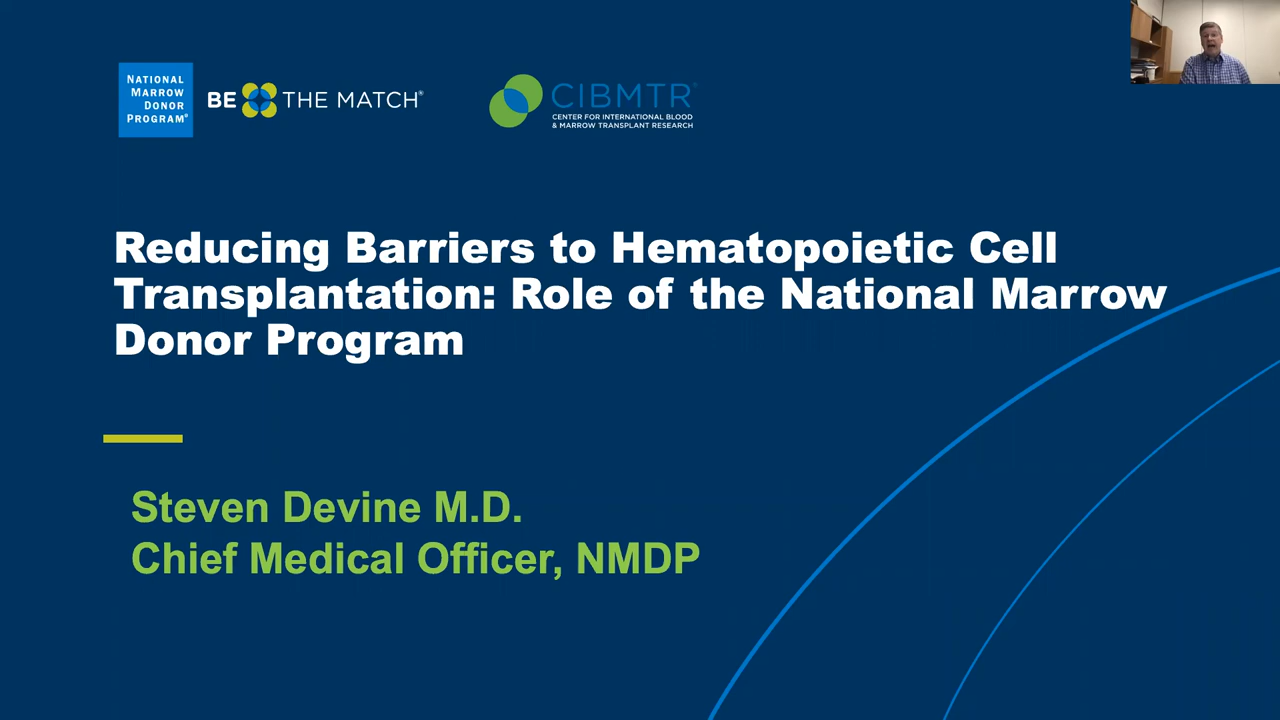 NATIONAL
MARROW
DONOR
PROGRAM®
BE THE MATCH®
CIBMTR®
CENTER FOR INTERNATIONAL BLOOD
& MARROW TRANSPLANT RESEARCH
Reducing Barriers to Hematopoietic Cell
Transplantation: Role of the National Marrow
Donor Program
Steven Devine M.D.
Chief Medical Officer, NMDP